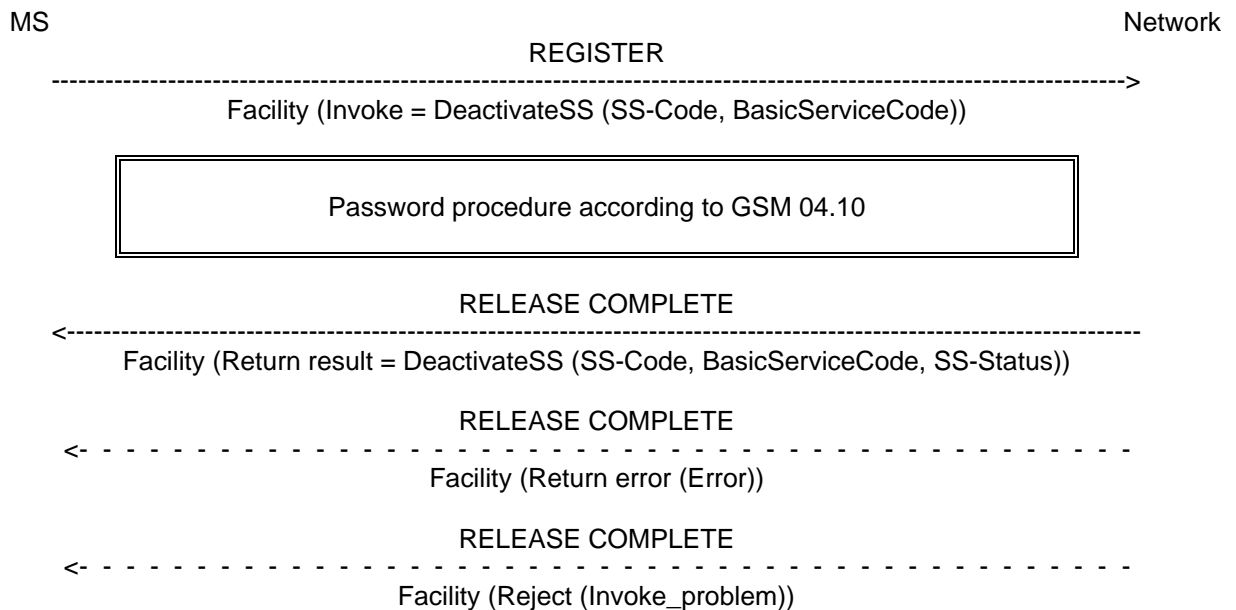 MS Network
REGISTER
------------------------------------------------------------------------------------------------------------------------>
Facility (Invoke = DeactivateSS (SS-Code, BasicServiceCode))
Password procedure according to GSM 04.10
RELEASE COMPLETE
<------------------------------------------------------------------------------------------------------------------------
Facility (Return result = DeactivateSS (SS-Code, BasicServiceCode, SS-Status))
RELEASE COMPLETE
<- - - - - - - - - - - - - - - - - - - - - - - - - - - - - - - - - - - - - - - - - - - - -
Facility (Return error (Error))
RELEASE COMPLETE
<- - - - - - - - - - - - - - - - - - - - - - - - - - - - - - - - - - - - - - - - - - - - -
Facility (Reject (Invoke_problem))